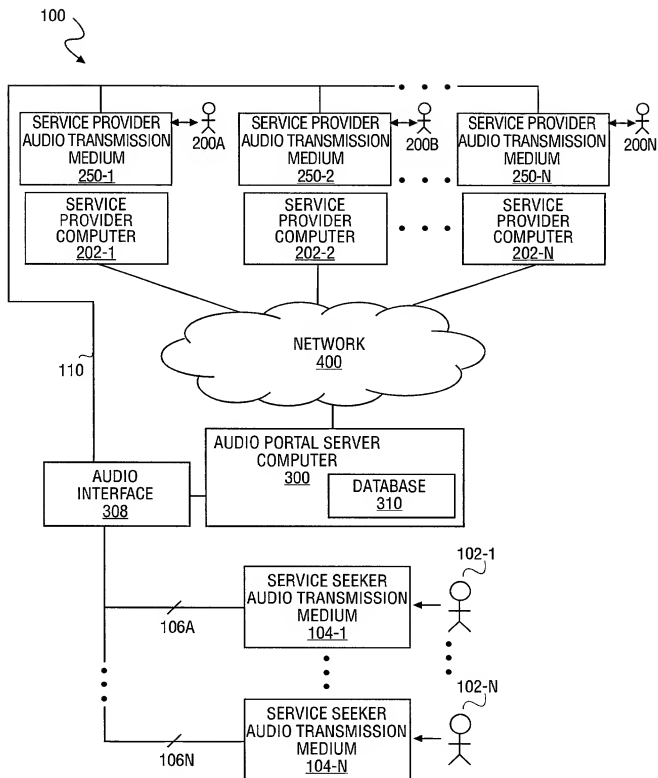 100
SERVICE PROVIDER
AUDIO TRANSMISSION
MEDIUM
250-1
200A
SERVICE PROVIDER
AUDIO TRANSMISSION
MEDIUM
250-2
200B
SERVICE PROVIDER
AUDIO TRANSMISSION
MEDIUM
250-N
200N
SERVICE
PROVIDER
COMPUTER
202-1
SERVICE
PROVIDER
COMPUTER
202-2
SERVICE
PROVIDER
COMPUTER
202-N
NETWORK
400
110
AUDIO PORTAL SERVER
COMPUTER
300
DATABASE
310
AUDIO
INTERFACE
308
102-1
SERVICE SEEKER
AUDIO TRANSMISSION
MEDIUM
104-1
106A
102-N
SERVICE SEEKER
AUDIO TRANSMISSION
MEDIUM
104-N
106N